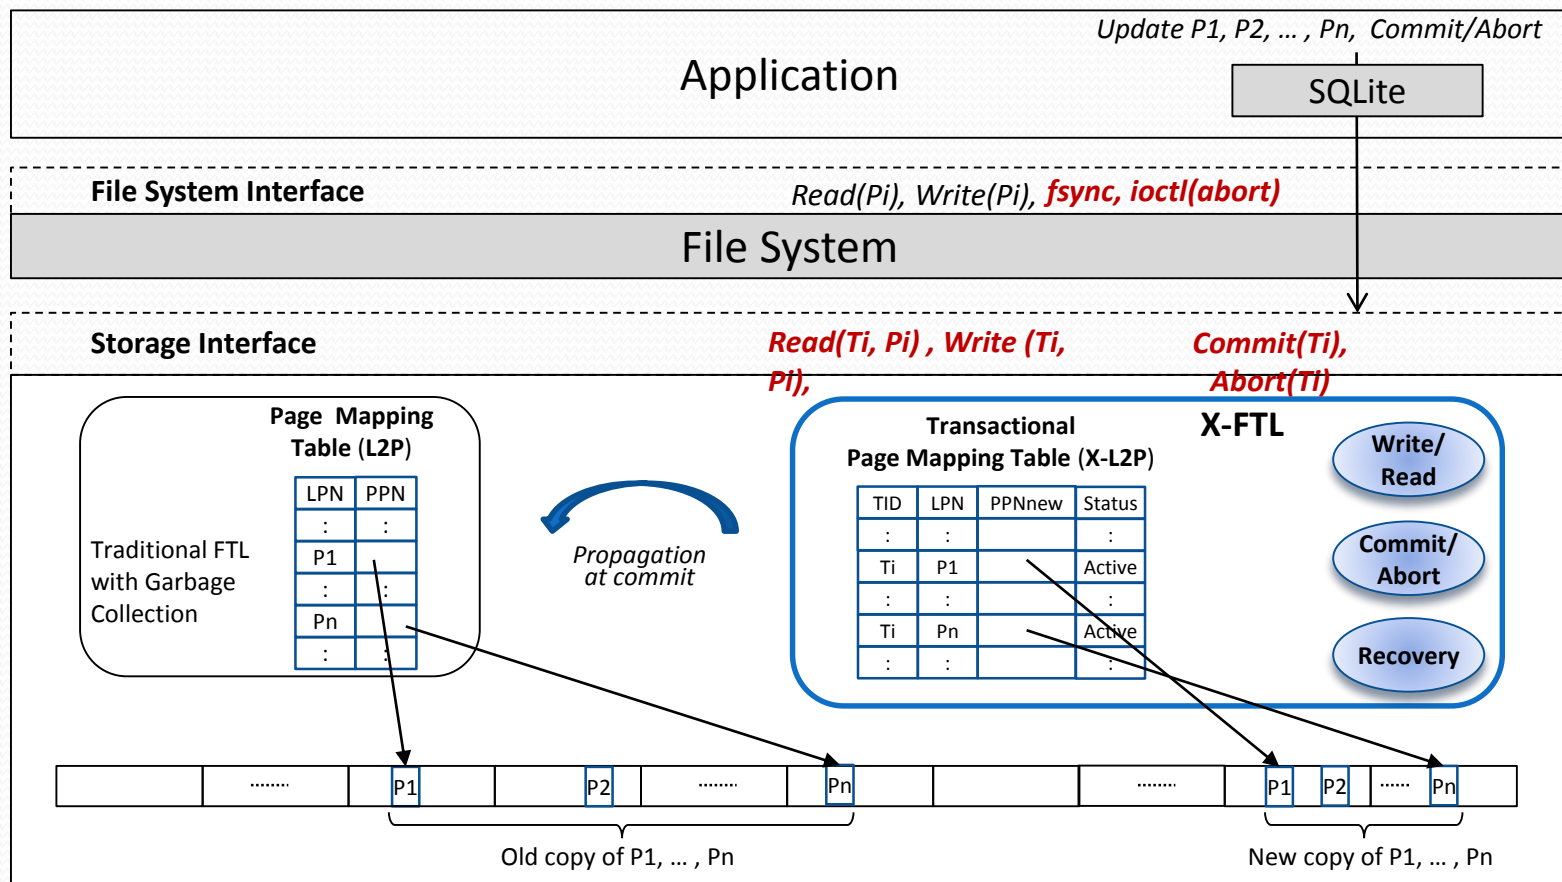 Update P1, P2, ... , Pn, Commit/Abort
Application
SQLite
File System Interface
Read(Pi), Write(Pi), fsync, ioctl(abort)
File System
Storage Interface
Read(Ti, Pi) , Write (Ti,
Pi),
Commit(Ti),
Abort(Ti)
Page Mapping
Table (L2P)
LPN PPN
: :
P1
: :
Pn
: :
Traditional FTL
with Garbage
Collection
Propagation
at commit
X-FTL
Transactional
Page Mapping Table (X-L2P)
TID LPN PPNnew Status
: : :
Ti P1 Active
: : :
Ti Pn Active
: : :
Write/
Read
Commit/
Abort
Recovery
....... P1 P2 ....... Pn ....... P1 P2 ...... Pn
Old copy of P1, ... , Pn
New copy of P1, ... , Pn